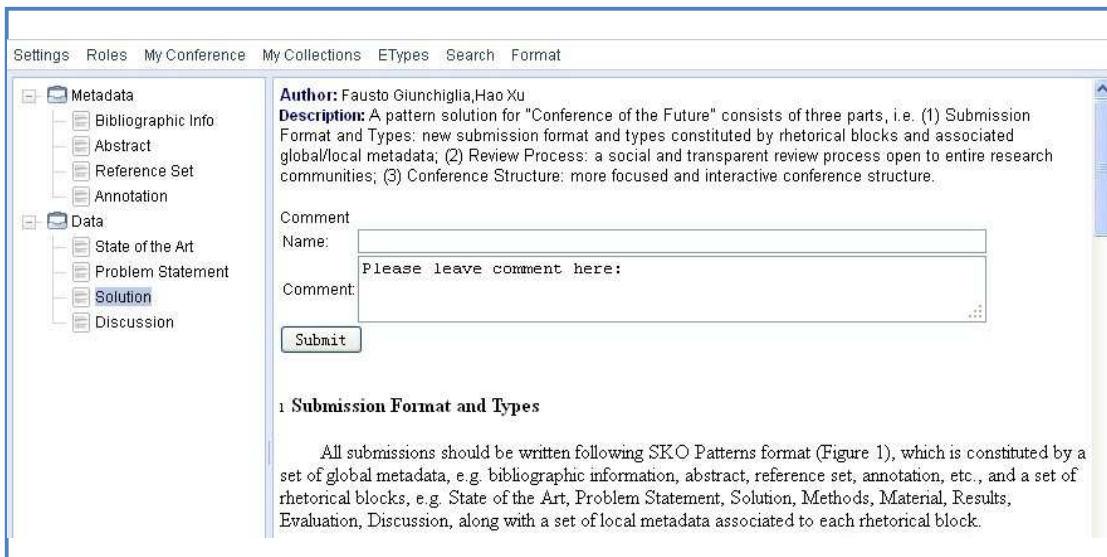 Settings Roles My Conference My Collections ETypes Search Format
Metadata
Bibliographic Info
Abstract
Reference Set
Annotation
Data
State of the Art
Problem Statement
Solution
Discussion
Author: Fausto Giunchiglia,Hao Xu
Description: A pattern solution for "Conference of the Future" consists of three parts, i.e. (1) Submission
Format and Types: new submission format and types constituted by rhetorical blocks and associated
global/local metadata; (2) Review Process: a social and transparent review process open to entire research
communities; (3) Conference Structure: more focused and interactive conference structure.
Comment
Name:
Comment:
Please leave comment here:
Submit
1 Submission Format and Types
All submissions should be written following SKO Patterns format (Figure 1), which is constituted by a
set of global metadata, e.g. bibliographic information, abstract, reference set, annotation, etc., and a set of
rhetorical blocks, e.g. State of the Art, Problem Statement, Solution, Methods, Material, Results,
Evaluation, Discussion, along with a set of local metadata associated to each rhetorical block.